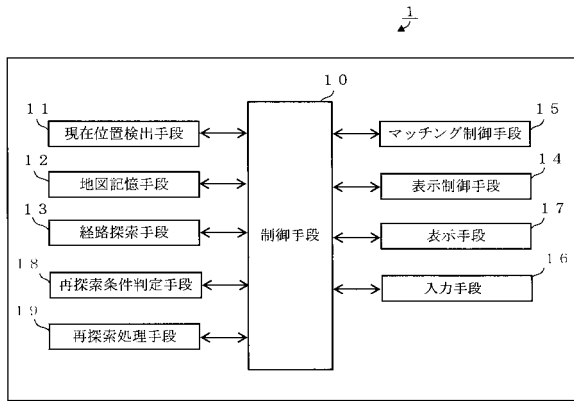 １
１０
１１
現在位置検出手段
１２
地図記憶手段
１３
経路探索手段
１８
再探索条件判定手段
１９
再探索処理手段
制御手段
１５
マッチング制御手段
１４
表示制御手段
１７
表示手段
１６
入力手段